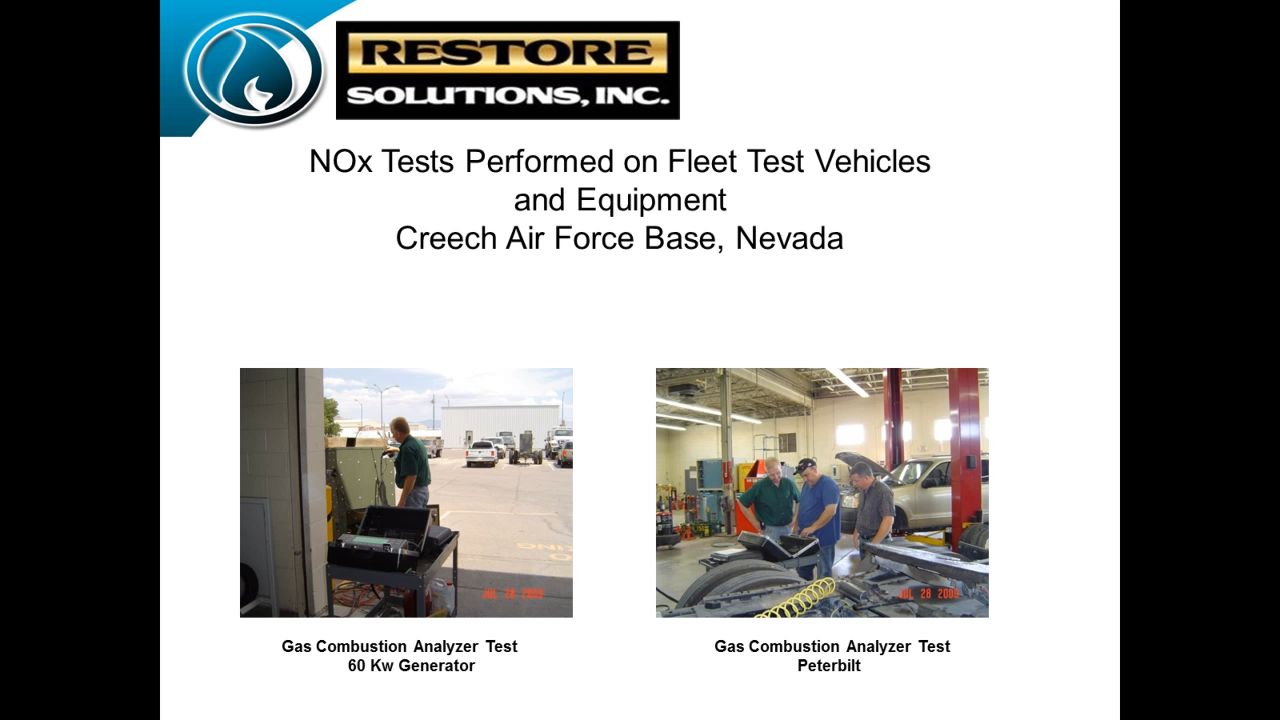 RESTORE
SOLUTIONS, INC.
NOx Tests Performed on Fleet Test Vehicles
and Equipment
Creech Air Force Base, Nevada
JUL 28 2009
JUL 28 2009
Gas Combustion Analyzer Test
60 Kw Generator
Gas Combustion Analyzer Test
Peterbilt